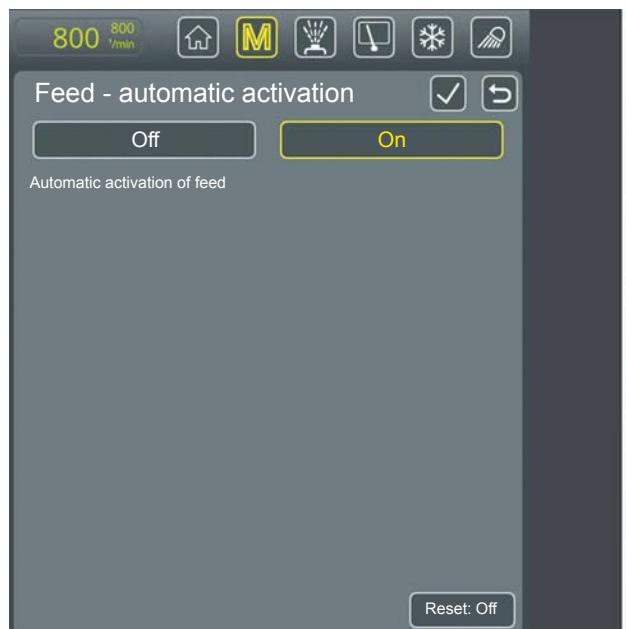 800 800 1/min
M
Feed - automatic activation
Off On
Automatic activation of feed
Reset: Off